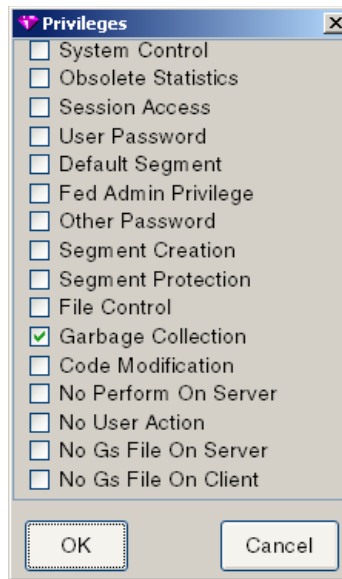 Privileges
System Control
Obsolete Statistics
Session Access
User Password
Default Segment
Fed Admin Privilege
Other Password
Segment Creation
Segment Protection
File Control
Garbage Collection
Code Modification
No Perform On Server
No User Action
No Gs File On Server
No Gs File On Client
OK Cancel